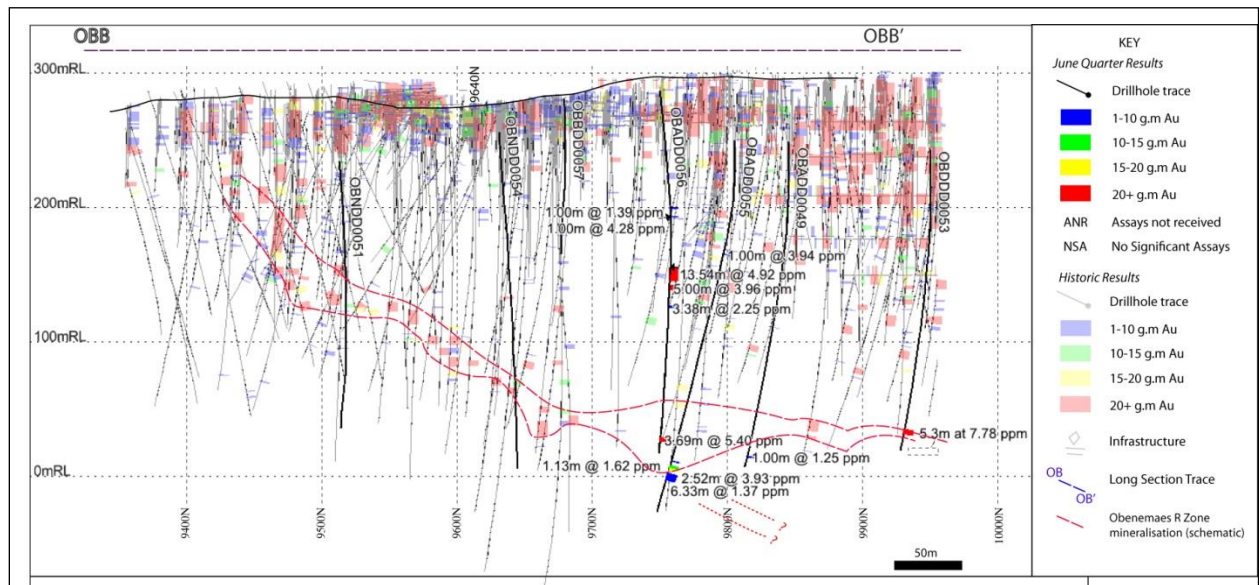 OBB
OBB'
300mRL
200mRL
100mRL
0mRL
9640N
OBNDD0051
OBNDD0054
OBBDD0057
OBADD0056
OBADD0055
OBADD0049
OBDD0053
1.00m @ 1.39 ppm
1.00m @ 4.28 ppm
1.00m @ 3.94 ppm
13.54m @ 4.92 ppm
5.00m @ 3.96 ppm
3.38m @ 2.25 ppm
3.69m @ 5.40 ppm
5.3m at 7.78 ppm
1.13m @ 1.62 ppm
1.00m @ 1.25 ppm
2.52m @ 3.93 ppm
6.33m @ 1.37 ppm
?
?
9400N
9500N
9600N
9700N
9800N
9900N
10000N
50m
KEY
June Quarter Results
Drillhole trace
1-10 g.m Au
10-15 g.m Au
15-20 g.m Au
20+ g.m Au
ANR Assays not received
NSA No Significant Assays
Historic Results
Drillhole trace
1-10 g.m Au
10-15 g.m Au
15-20 g.m Au
20+ g.m Au
Infrastructure
OB
OB'
Long Section Trace
Obenemaes R Zone
mineralisation (schematic)